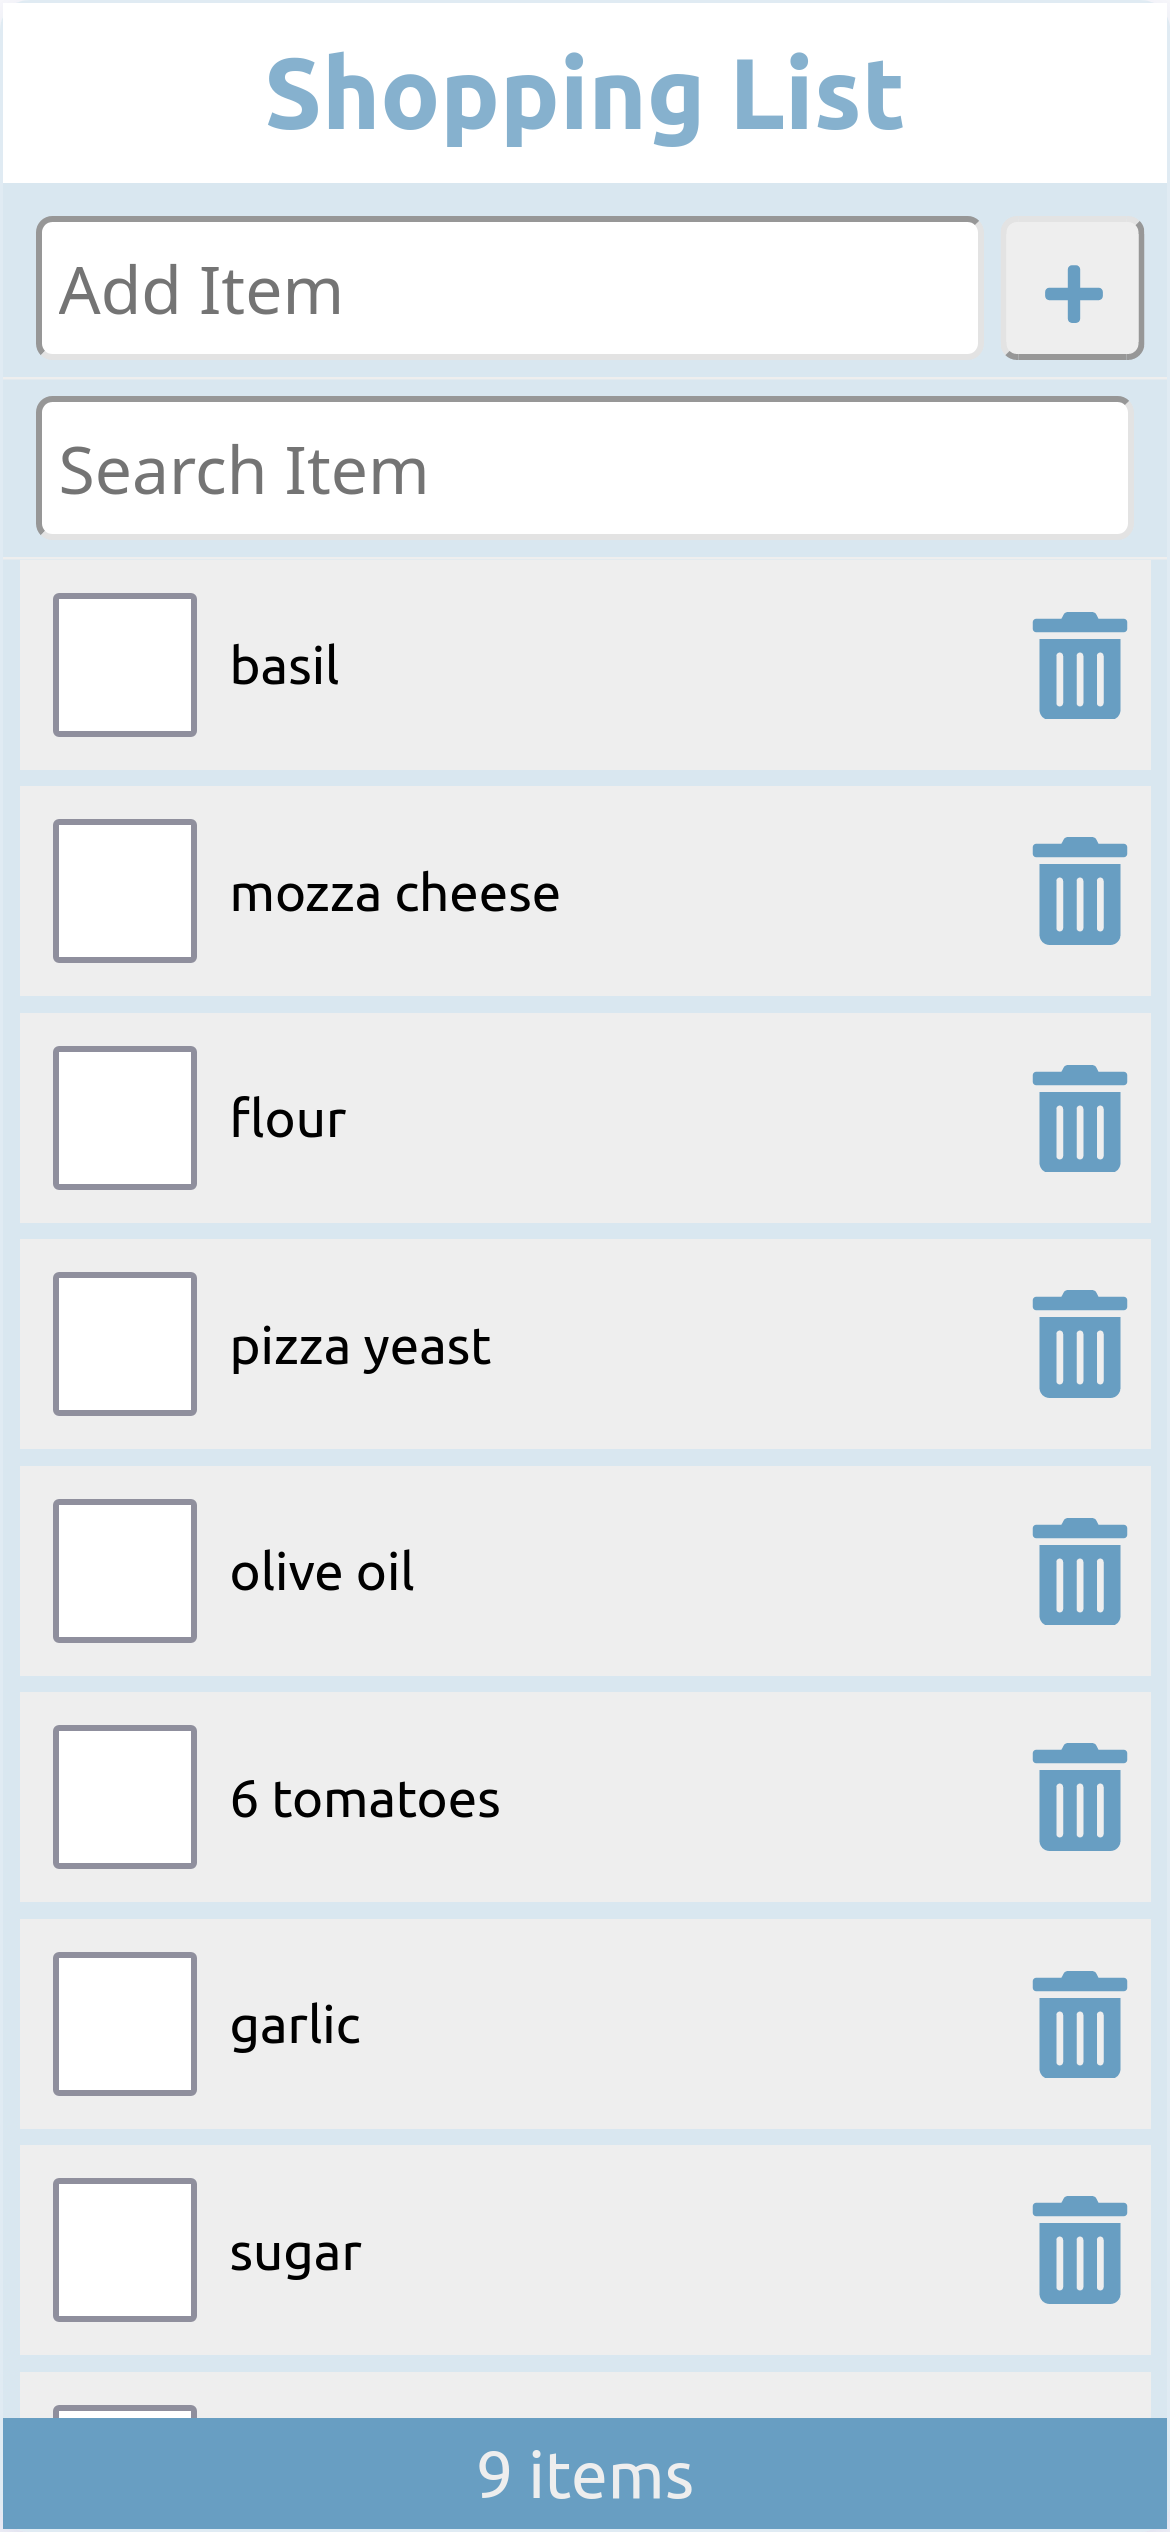 Shopping List
Add Item
Search Item
basil
mozza cheese
flour
pizza yeast
olive oil
6 tomatoes
garlic
sugar
9 items